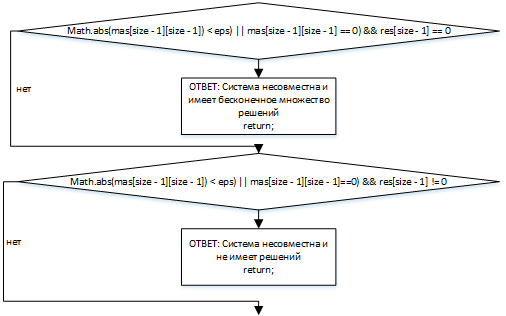 Math.abs(mas[size - 1][size - 1]) < eps) || mas[size - 1][size - 1] == 0) && res[size - 1] == 0
нет
ОТВЕТ: Система несовместна и
имеет бесконечное множество
решений
return;
Math.abs(mas[size - 1][size - 1]) < eps) || mas[size - 1][size - 1]==0) && res[size - 1] != 0
нет
ОТВЕТ: Система несовместна и
не имеет решений
return;